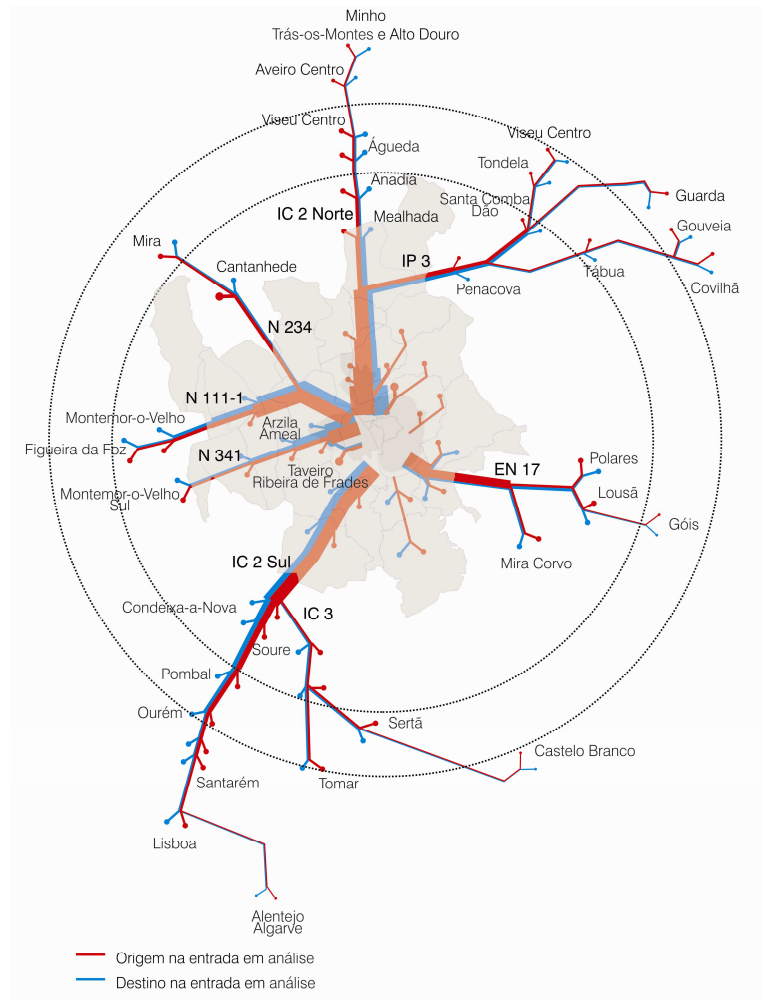 Minho
Trás-os-Montes e Alto Douro
Aveiro Centro
Viseu Centro
Águeda
Viseu Centro
Tondela
Anadia
Santa Comba
Dão
Guarda
IC 2 Norte
Mealhada
Gouveia
Mira
IP 3
Cantanhede
Penacova
Tábua
Covilhã
N 234
N 111-1
Montemor-o-Velho
Arzila
Ameal
Figueira da Foz
N 341
Taveiro
Ribeira de Frades
EN 17
Polares
Montemor-o-Velho
Sul
Lousã
Góis
IC 2 Sul
Mira Corvo
Condeixa-a-Nova
IC 3
Soure
Pombal
Ourém
Sertã
Castelo Branco
Santarém
Tomar
Lisboa
Alentejo
Algarve
Origem na entrada em análise
Destino na entrada em análise